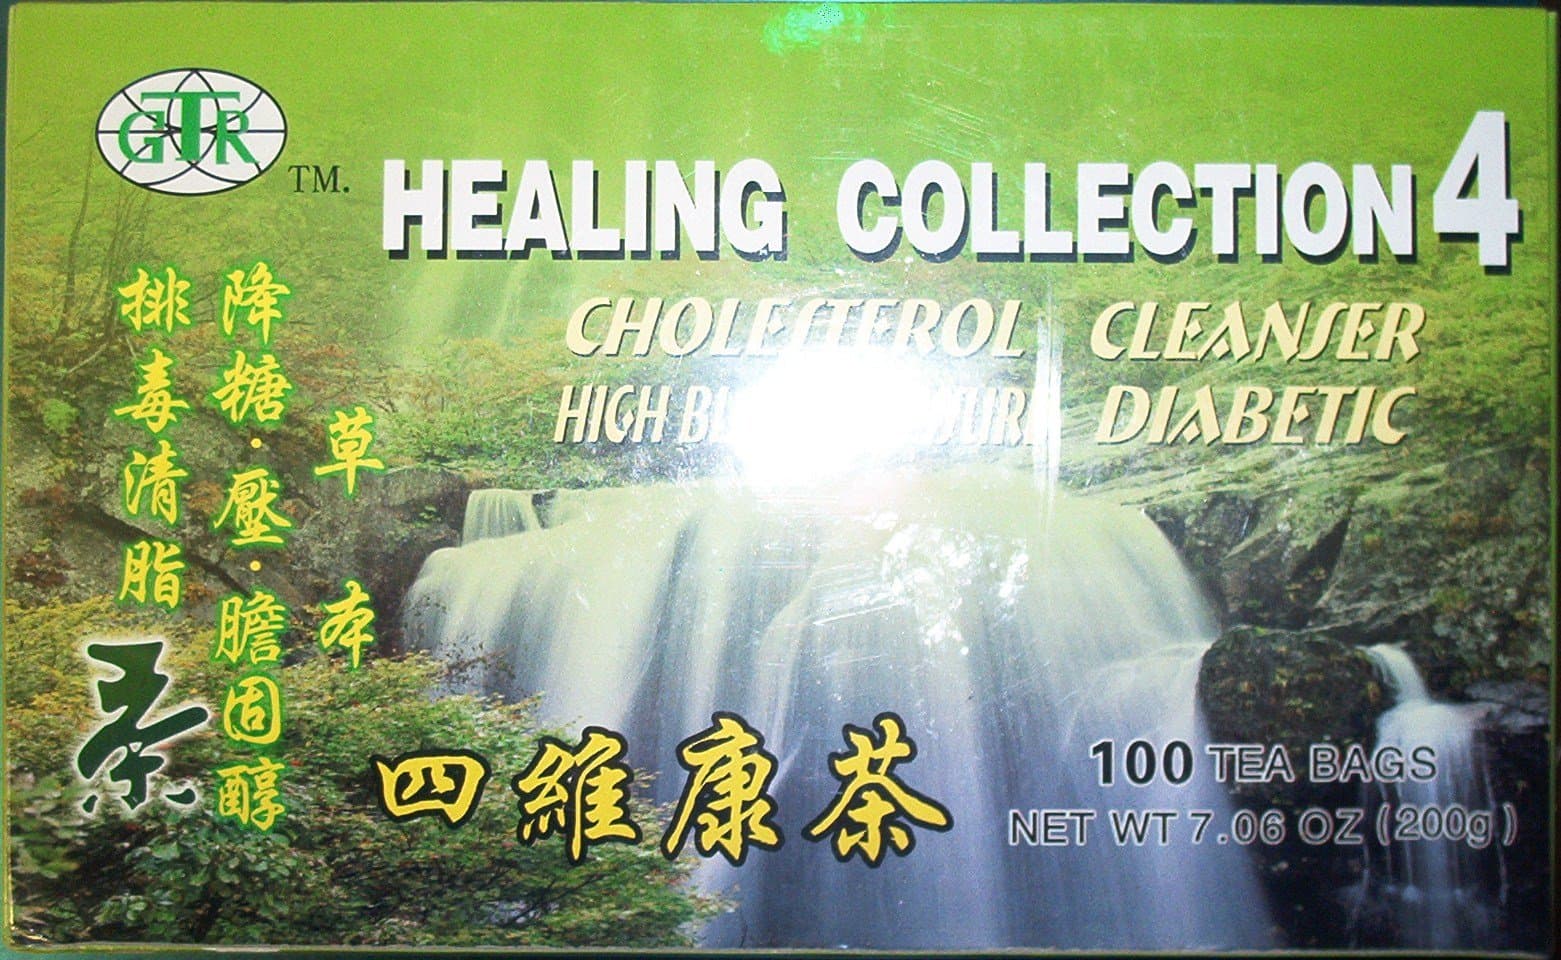 GTR
TM.
HEALING COLLECTION 4
CHOLESTEROL CLEANSER
HIGH DIABETIC
草本
降糖·壓·膽固醇
排毒清脂
茶
四維康茶
100 TEA BAGS
NET WT 7.06 OZ (200g)